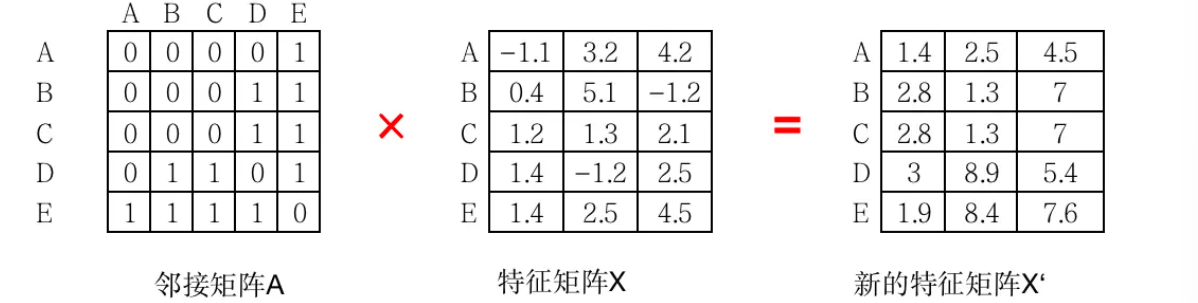 A B C D E
A 0 0 0 0 1
B 0 0 0 1 1
C 0 0 0 1 1
D 0 1 1 0 1
E 1 1 1 1 0
邻接矩阵A
×
A -1.1 3.2 4.2
B 0.4 5.1 -1.2
C 1.2 1.3 2.1
D 1.4 -1.2 2.5
E 1.4 2.5 4.5
特征矩阵X
=
A 1.4 2.5 4.5
B 2.8 1.3 7
C 2.8 1.3 7
D 3 8.9 5.4
E 1.9 8.4 7.6
新的特征矩阵X‘